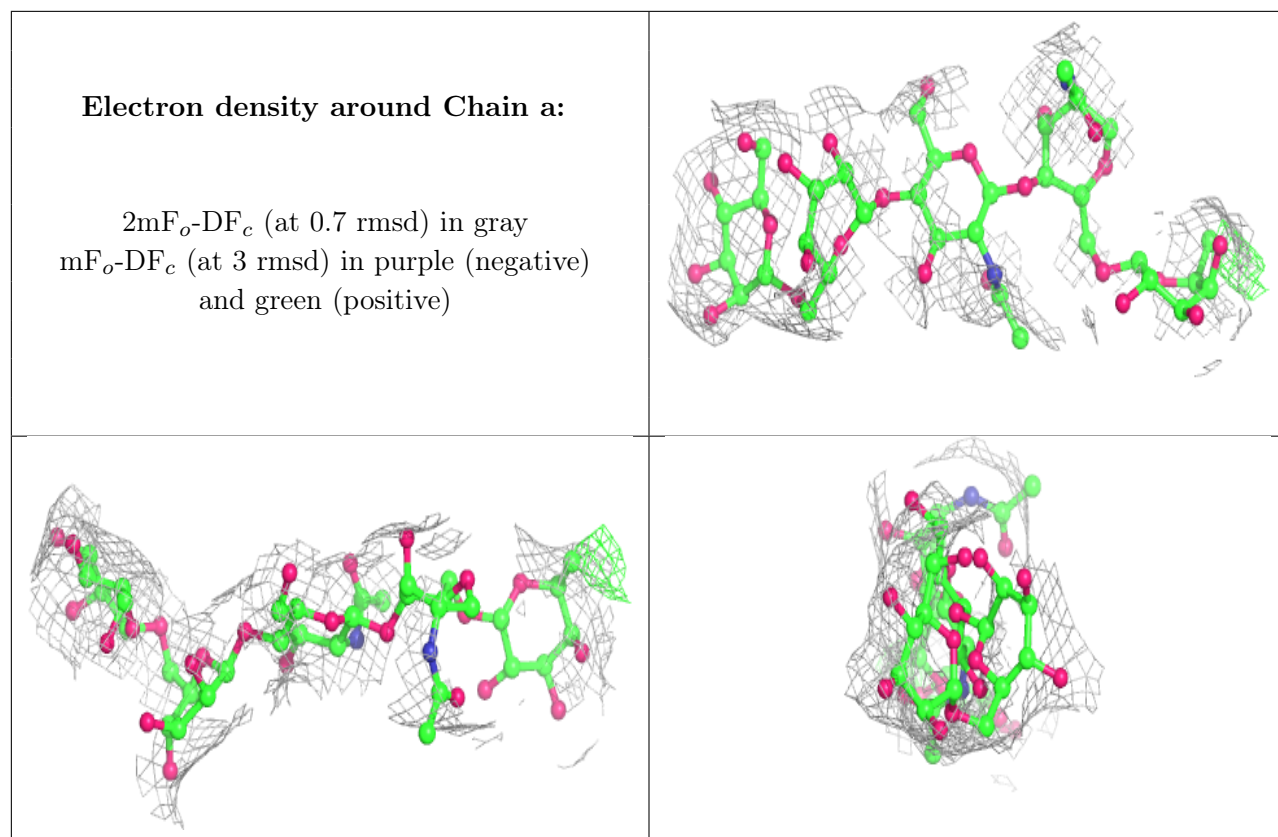 Electron density around Chain a:
2mFo-DFc (at 0.7 rmsd) in gray
mFo-DFc (at 3 rmsd) in purple (negative)
and green (positive)